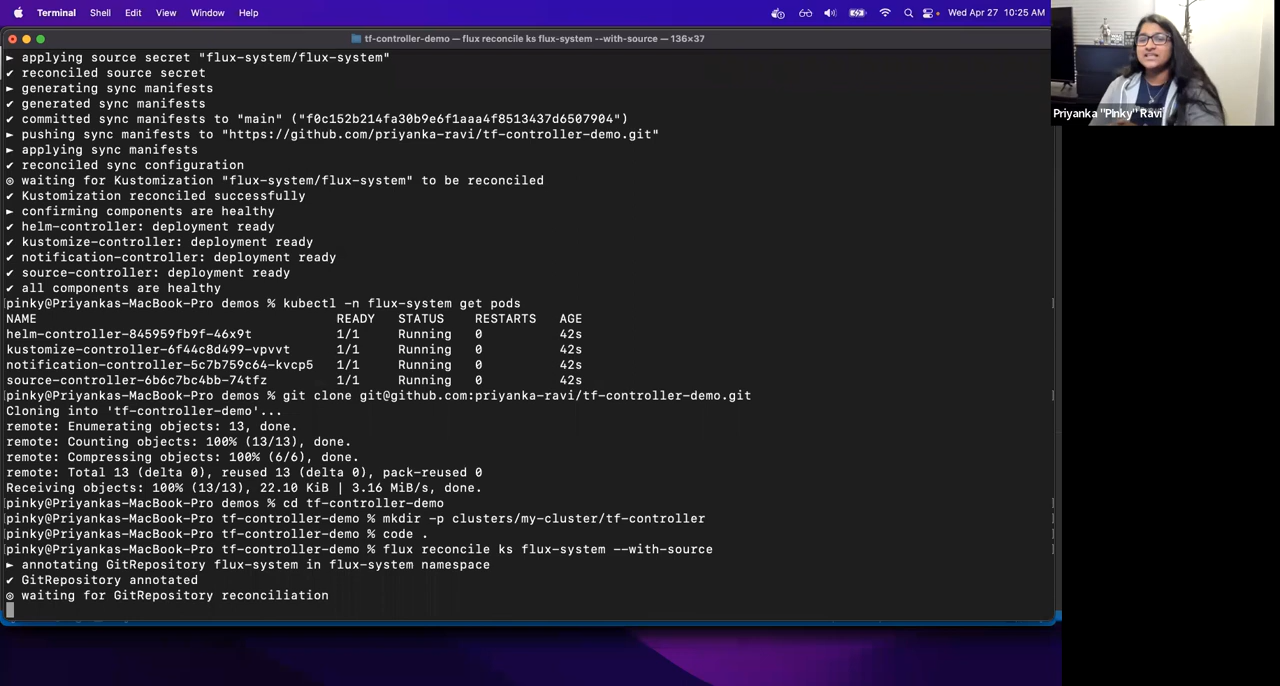 Terminal Shell Edit View Window Help Wed Apr 27 10:25 AM
tf-controller-demo — flux reconcile ks flux-system --with-source — 136×37
► applying source secret "flux-system/flux-system"
✔ reconciled source secret
► generating sync manifests
✔ generated sync manifests
✔ committed sync manifests to "main" ("f0c152b214fa30b9e6f1aaa4f8513437d6507904")
► pushing sync manifests to "https://github.com/priyanka-ravi/tf-controller-demo.git"
► applying sync manifests
✔ reconciled sync configuration
◎ waiting for Kustomization "flux-system/flux-system" to be reconciled
✔ Kustomization reconciled successfully
► confirming components are healthy
✔ helm-controller: deployment ready
✔ kustomize-controller: deployment ready
✔ notification-controller: deployment ready
✔ source-controller: deployment ready
✔ all components are healthy
pinky@Priyankas-MacBook-Pro demos % kubectl -n flux-system get pods
NAME READY STATUS RESTARTS AGE
helm-controller-845959fb9f-46x9t 1/1 Running 0 42s
kustomize-controller-6f44c8d499-vpvvt 1/1 Running 0 42s
notification-controller-5c7b759c64-kvcp5 1/1 Running 0 42s
source-controller-6b6c7bc4bb-74tfz 1/1 Running 0 42s
pinky@Priyankas-MacBook-Pro demos % git clone git@github.com:priyanka-ravi/tf-controller-demo.git
Cloning into 'tf-controller-demo'...
remote: Enumerating objects: 13, done.
remote: Counting objects: 100% (13/13), done.
remote: Compressing objects: 100% (6/6), done.
remote: Total 13 (delta 0), reused 13 (delta 0), pack-reused 0
Receiving objects: 100% (13/13), 22.10 KiB | 3.16 MiB/s, done.
pinky@Priyankas-MacBook-Pro demos % cd tf-controller-demo
pinky@Priyankas-MacBook-Pro tf-controller-demo % mkdir -p clusters/my-cluster/tf-controller
pinky@Priyankas-MacBook-Pro tf-controller-demo % code .
pinky@Priyankas-MacBook-Pro tf-controller-demo % flux reconcile ks flux-system --with-source
► annotating GitRepository flux-system in flux-system namespace
✔ GitRepository annotated
◎ waiting for GitRepository reconciliation
Priyanka "Pinky" Ravi